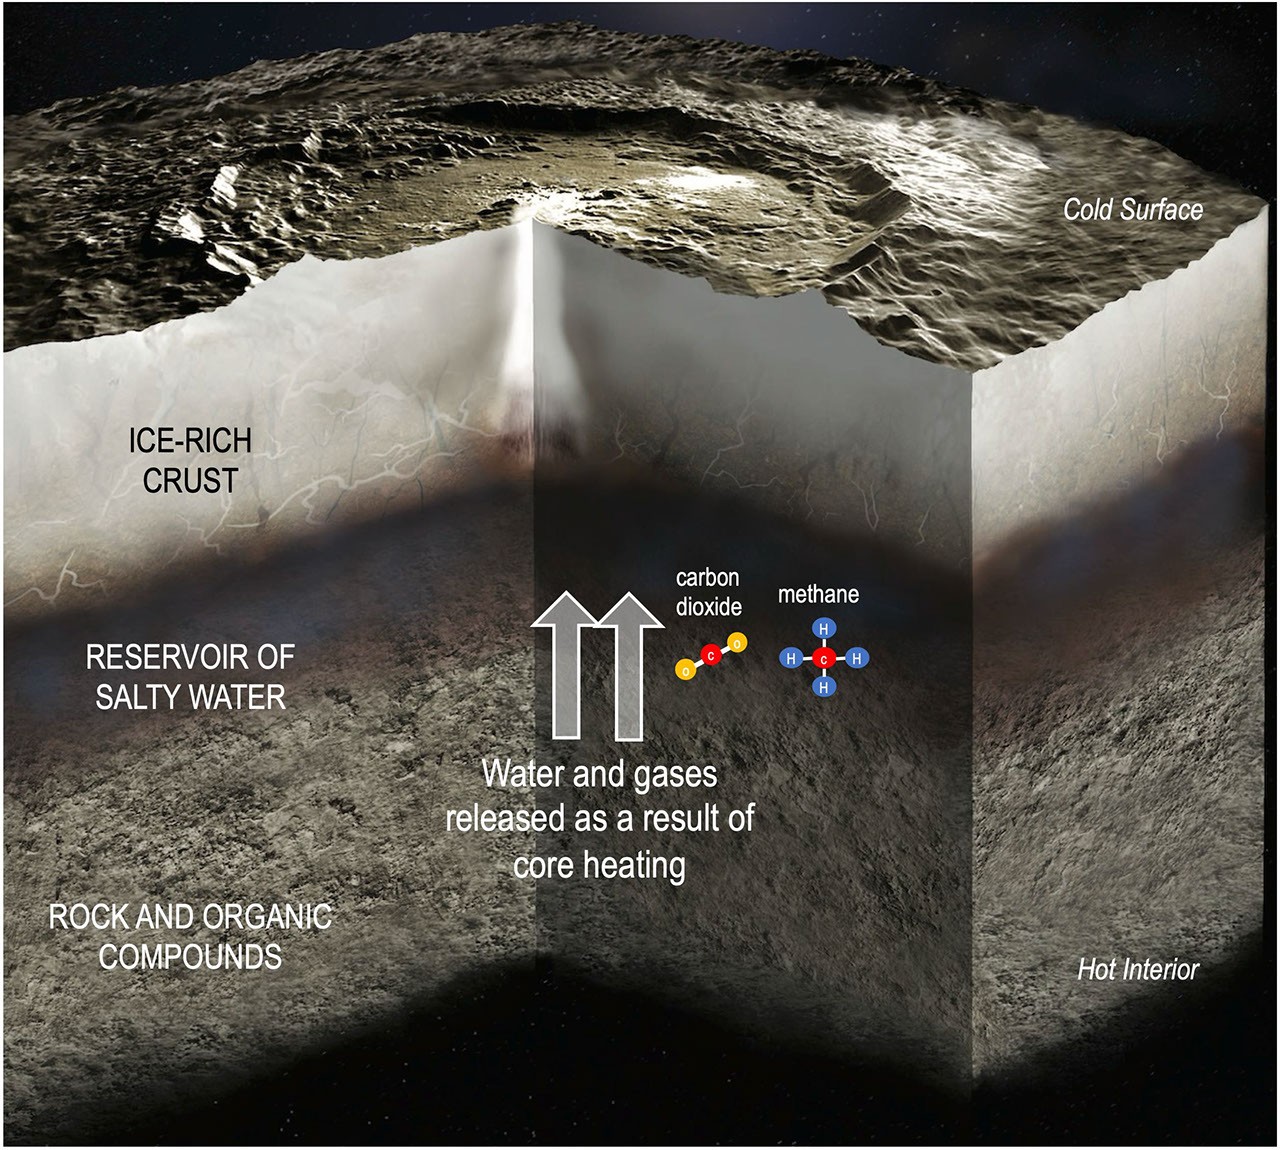 Cold Surface
ICE-RICH
CRUST
carbon
dioxide
methane
O
C
O
H
H
C
H
H
RESERVOIR OF
SALTY WATER
Water and gases
released as a result of
core heating
ROCK AND ORGANIC
COMPOUNDS
Hot Interior